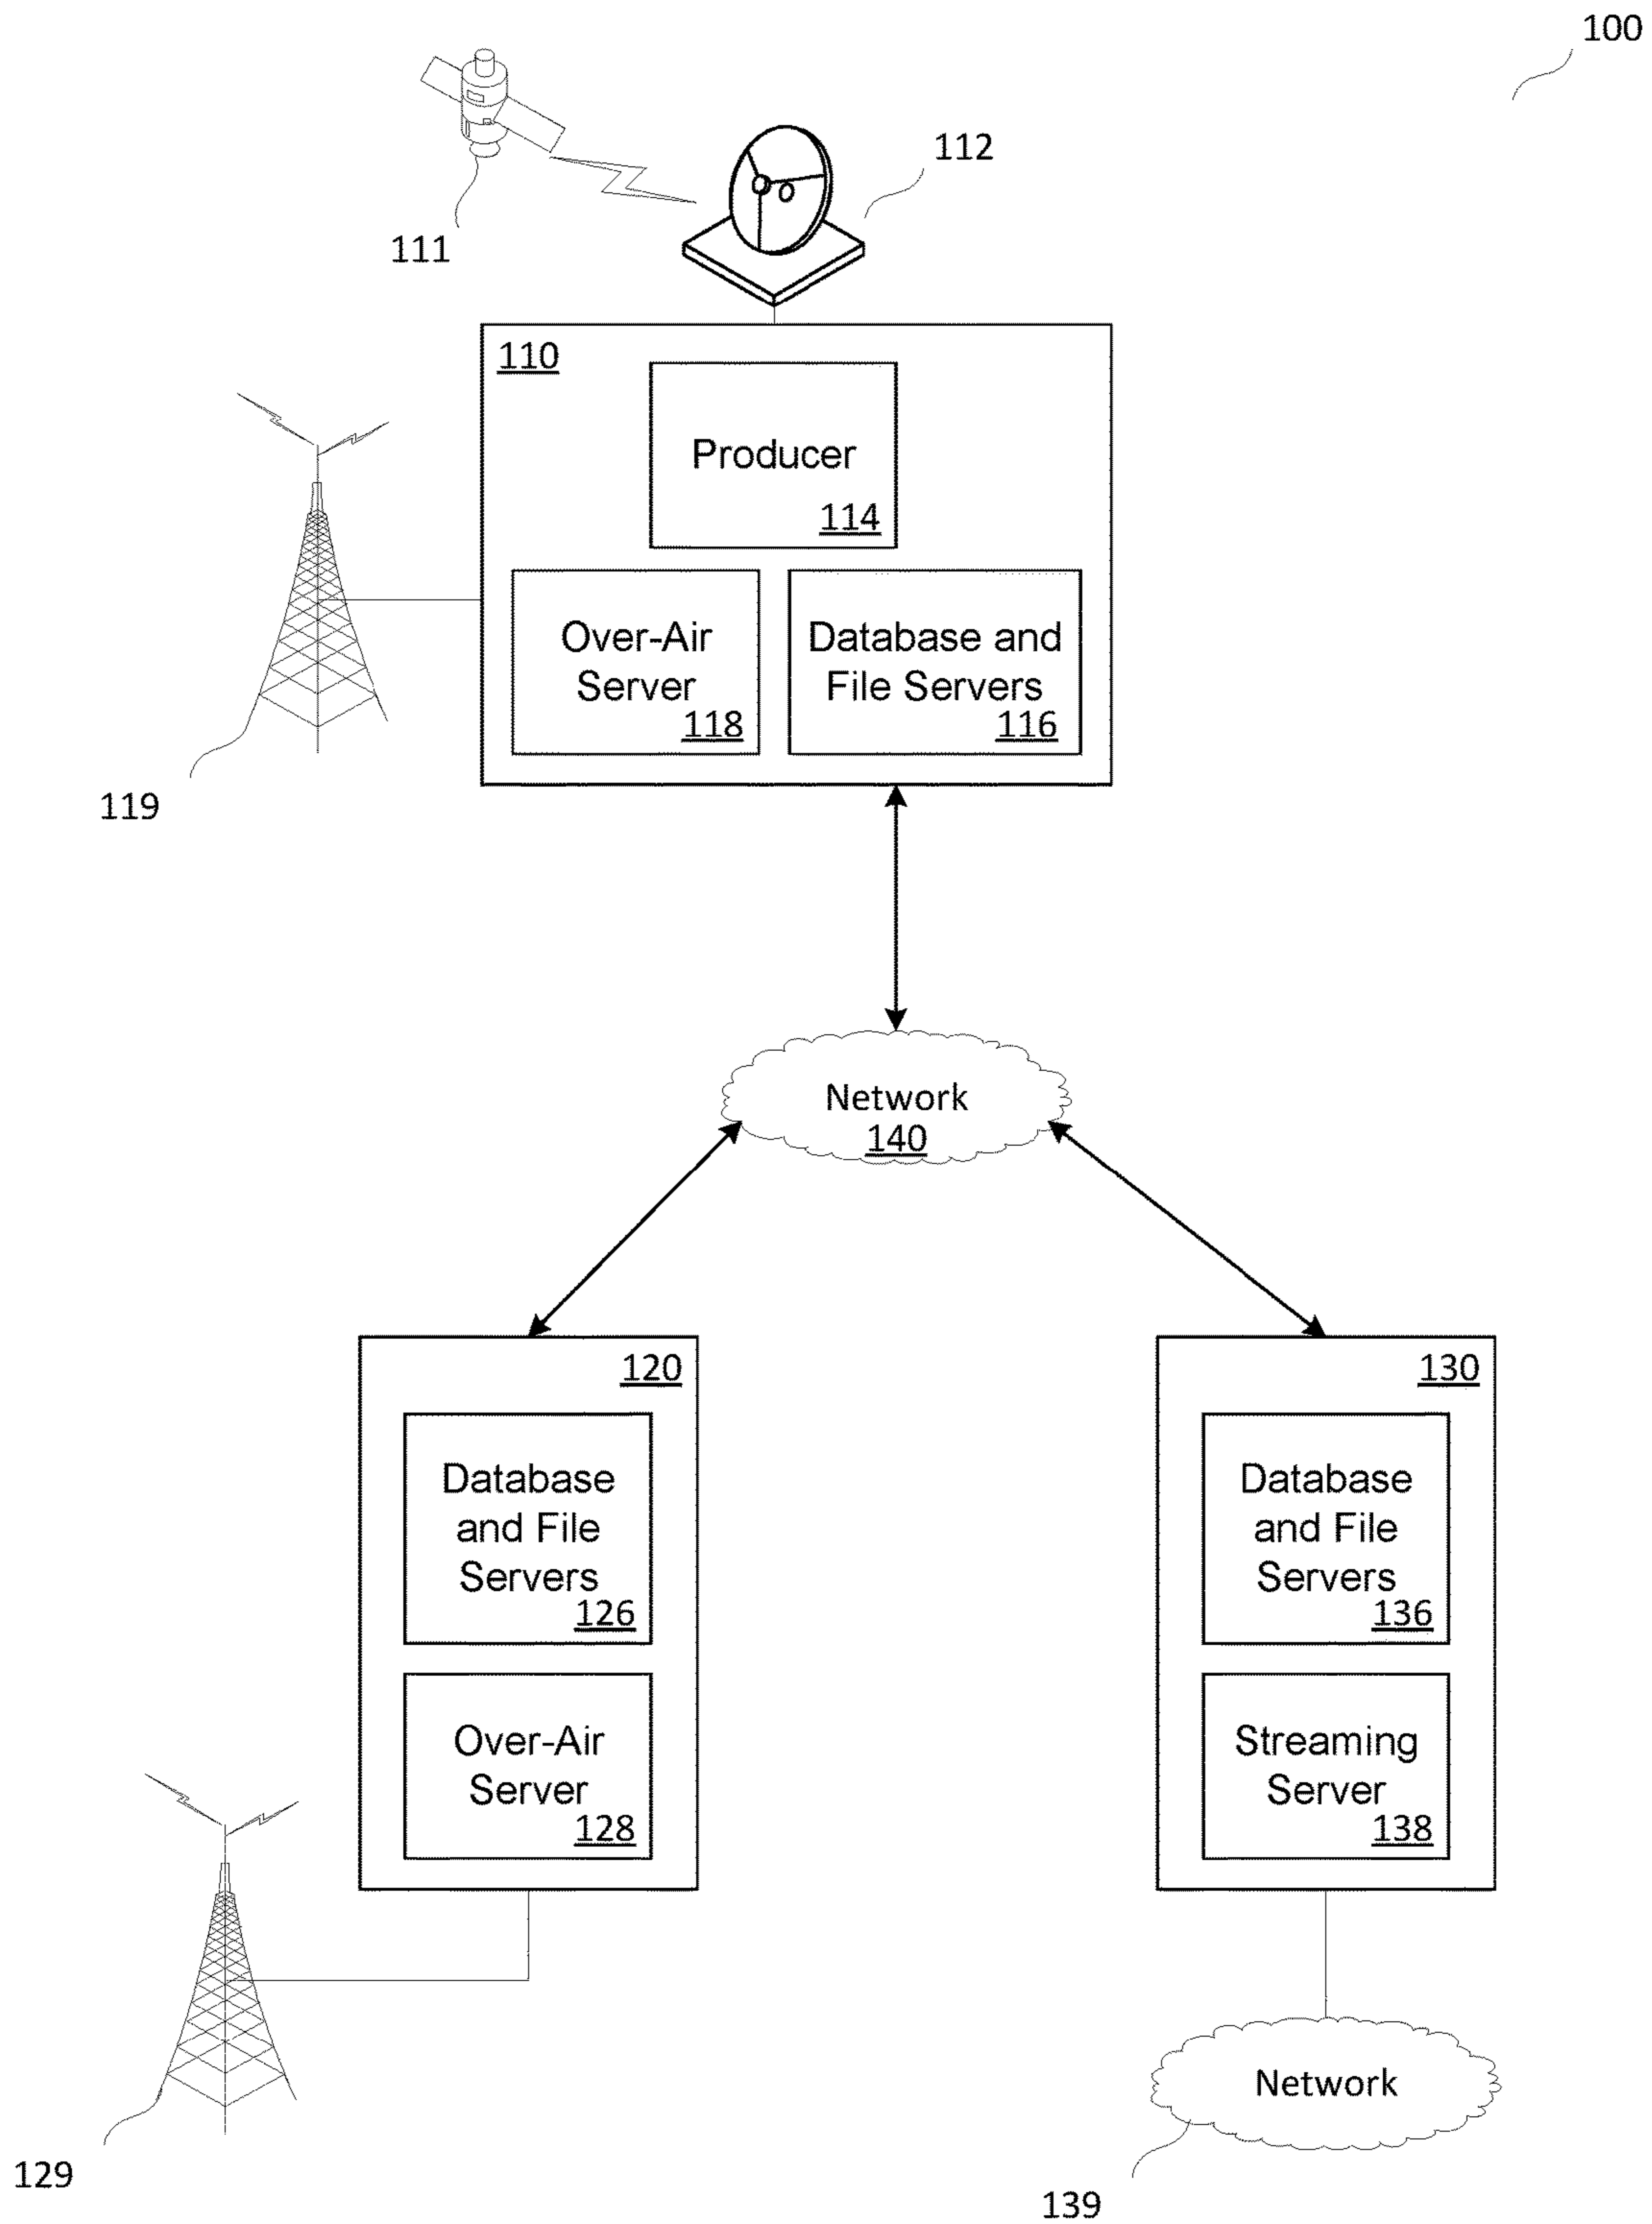 100
112
111
110
Producer
114
Over-Air
Server
118
Database and
File Servers
116
119
Network
140
120
Database
and File
Servers
126
Over-Air
Server
128
129
130
Database
and File
Servers
136
Streaming
Server
138
Network
139